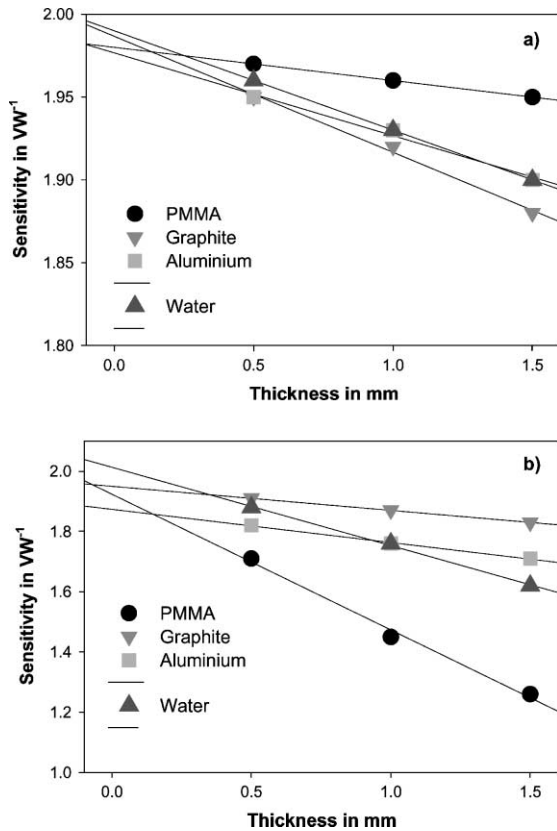 a)
2.00
1.95
1.90
1.85
1.80
Sensitivity in VW-1
PMMA
Graphite
Aluminium
Water
0.0 0.5 1.0 1.5
Thickness in mm
b)
2.0
1.8
1.6
1.4
1.2
1.0
Sensitivity in VW-1
PMMA
Graphite
Aluminium
Water
0.0 0.5 1.0 1.5
Thickness in mm